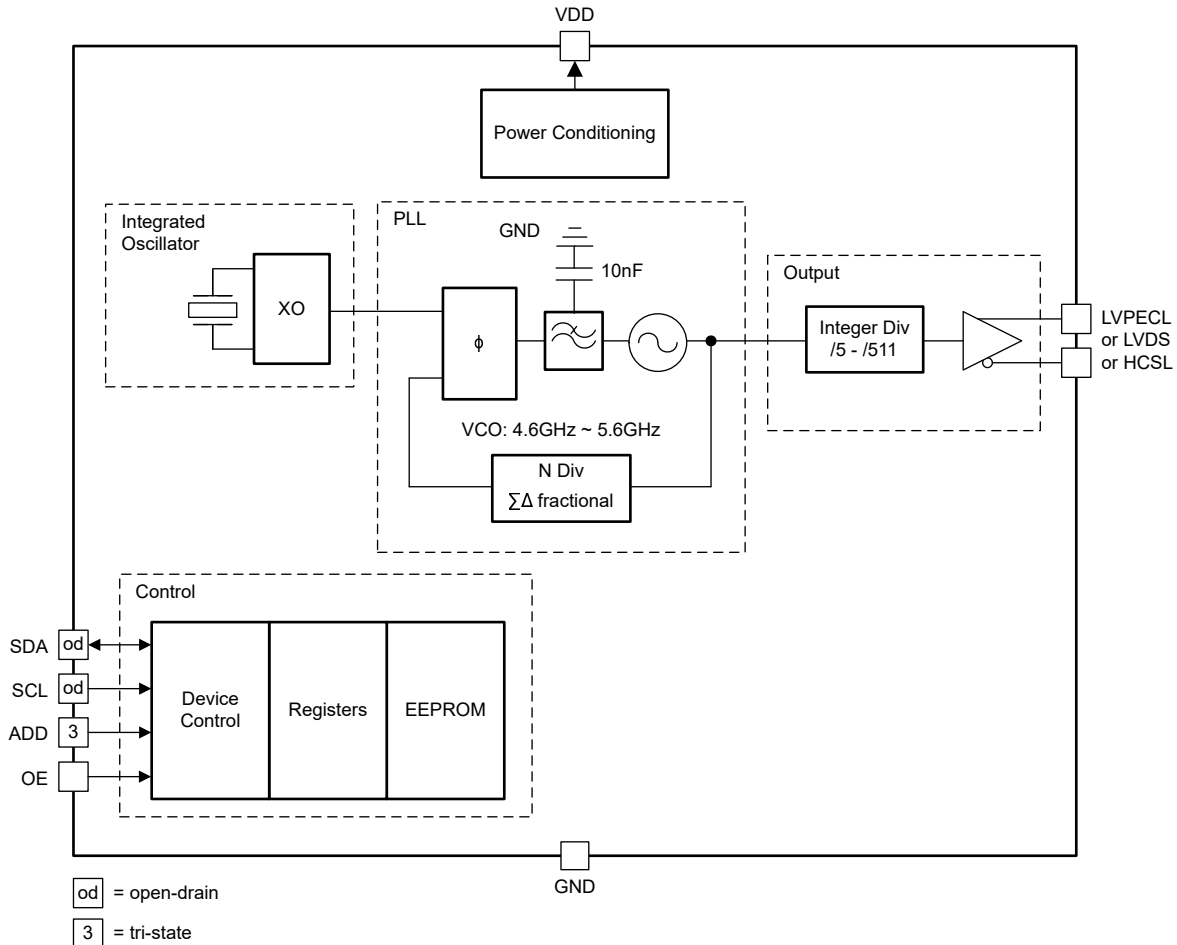 VDD
Power Conditioning
Integrated
Oscillator
XO
PLL
GND
10nF
ϕ
VCO: 4.6GHz ~ 5.6GHz
N Div
∑Δ fractional
Output
Integer Div
/5 - /511
LVPECL
or LVDS
or HCSL
Control
SDA
od
SCL
od
ADD
3
OE
Device
Control
Registers
EEPROM
GND
od = open-drain
3 = tri-state